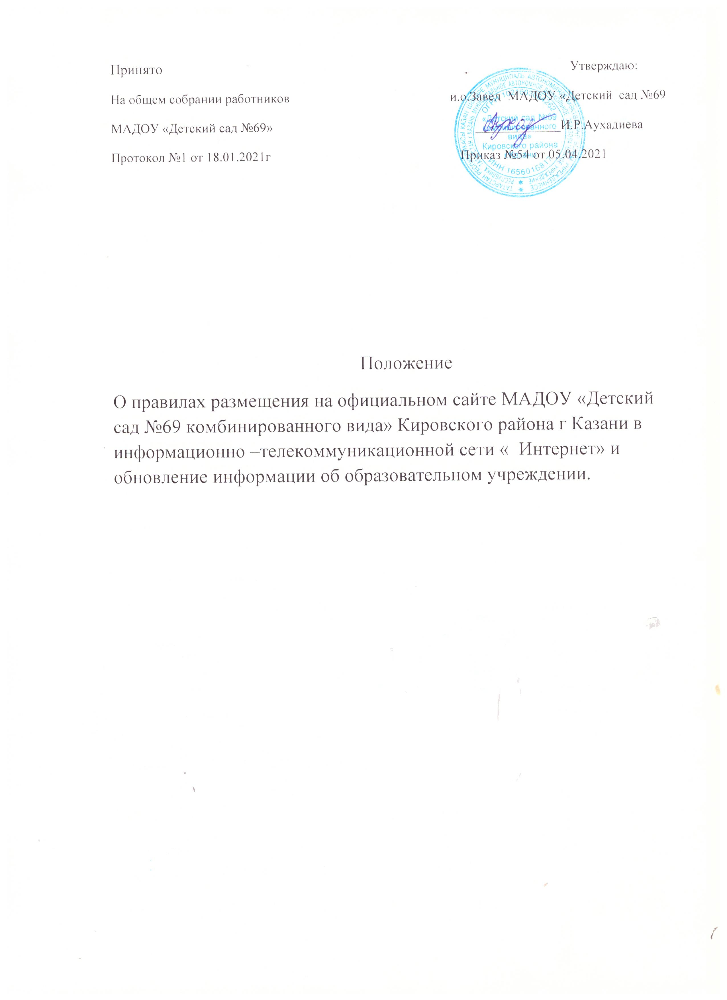 Принято
На общем собрании работников
МАДОУ «Детский сад №69»
Протокол №1 от 18.01.2021г
Утверждаю:
и.о.Завед МАДОУ «Детский сад №69
И.Р.Аухадиева
Приказ №54 от 05.04.2021
«Детский сад №69
комбинированного
вида»
Кировского района
Положение
О правилах размещения на официальном сайте МАДОУ «Детский
сад №69 комбинированного вида» Кировского района г Казани в
информационно –телекоммуникационной сети « Интернет» и
обновление информации об образовательном учреждении.